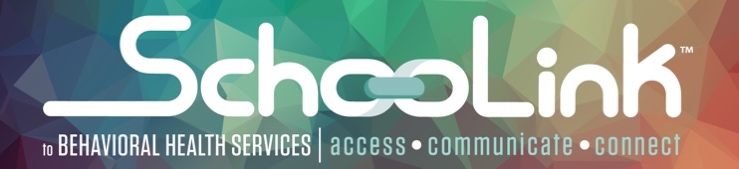 SchooLink™
to BEHAVIORAL HEALTH SERVICES | access • communicate • connect